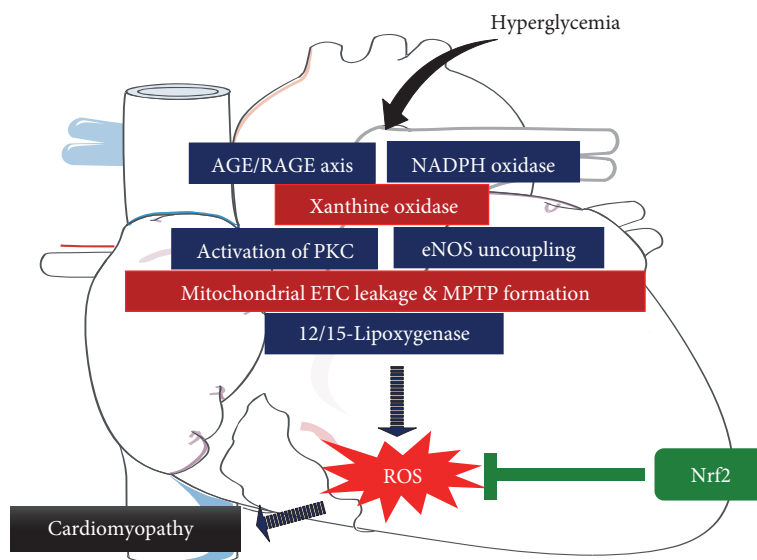 Hyperglycemia
AGE/RAGE axis
NADPH oxidase
Xanthine oxidase
Activation of PKC
eNOS uncoupling
Mitochondrial ETC leakage & MPTP formation
12/15-Lipoxygenase
ROS
Nrf2
Cardiomyopathy